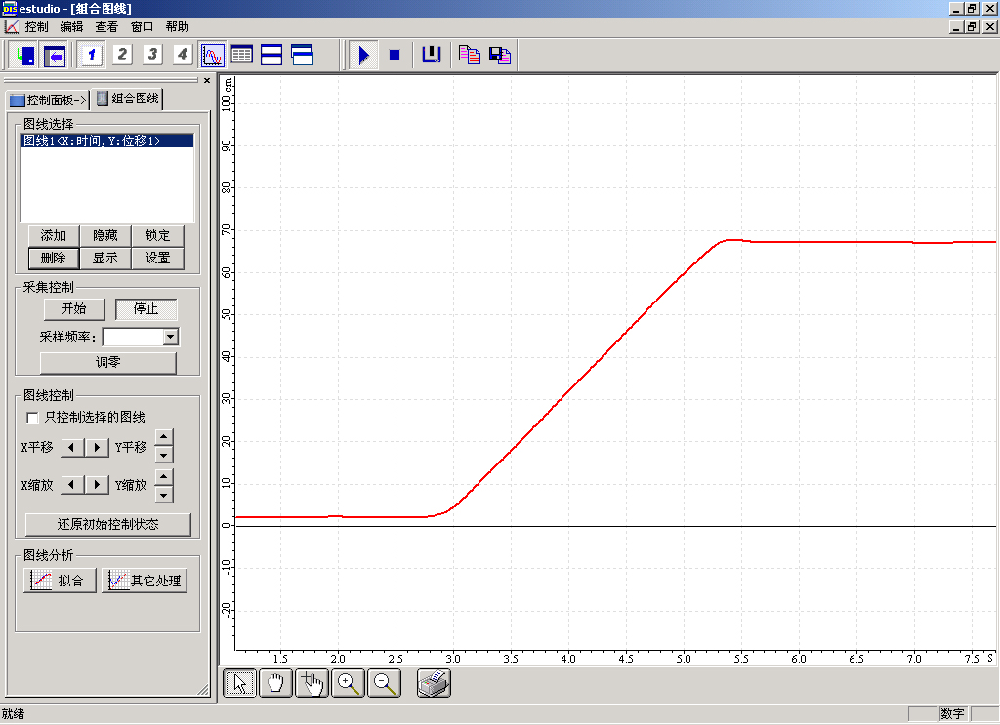 DIS estudio - [组合图线]
控制 编辑 查看 窗口 帮助
1 2 3 4
控制面板-> 组合图线
图线选择
图线1<X:时间,Y:位移1>
添加 隐藏 锁定
删除 显示 设置
采集控制
开始 停止
采样频率:
调零
图线控制
只控制选择的图线
X平移 Y平移
X缩放 Y缩放
还原初始控制状态
图线分析
拟合 其它处理
cm
100
90
80
70
60
50
40
30
20
10
0
-10
-20
1.5 2.0 2.5 3.0 3.5 4.0 4.5 5.0 5.5 6.0 6.5 7.0 7.5 S
就绪 数字